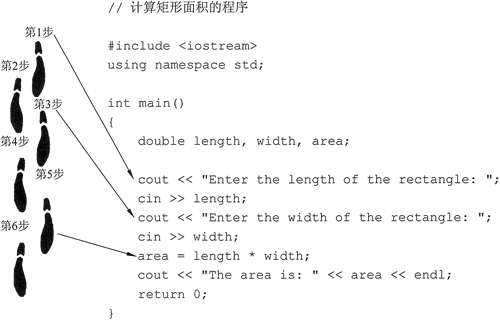 // 计算矩形面积的程序
第1步
#include <iostream>
第2步
using namespace std;
第3步
int main()
{
第4步
double length, width, area;
第5步
cout << "Enter the length of the rectangle: ";
cin >> length;
第6步
cout << "Enter the width of the rectangle: ";
cin >> width;
area = length * width;
cout << "The area is: " << area << endl;
return 0;
}